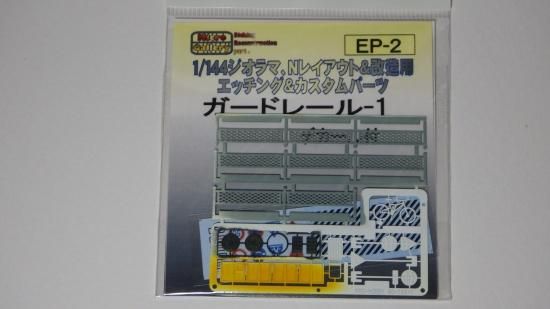 EP-2
1/144ジオラマ、Nレイアウト&改造用
エッチング&カスタムパーツ
ガードレール-1